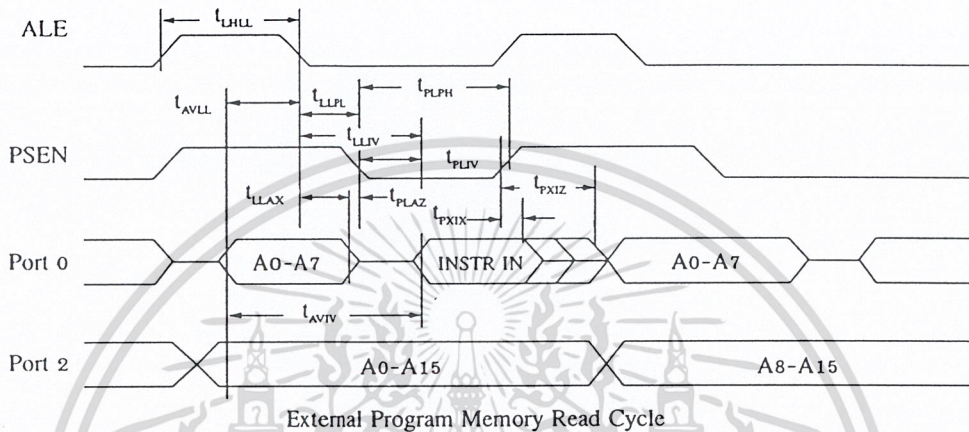 ALE
t_LHLL
t_AVLL
t_LLPL
t_PLPH
t_LLIV
PSEN
t_PLIV
t_LLAX
t_PLAZ
t_PXIX
t_PXIZ
Port 0
A0-A7
INSTR IN
A0-A7
t_AVIV
Port 2
A0-A15
A8-A15
External Program Memory Read Cycle